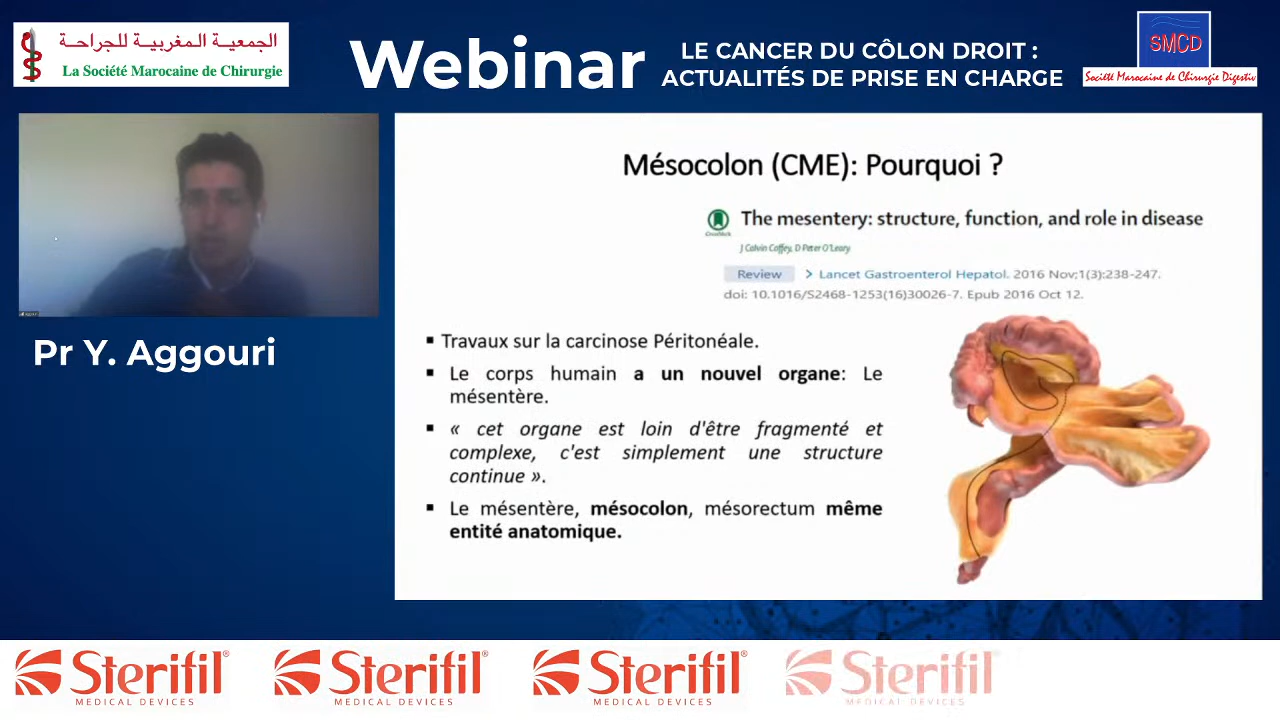 الجمعية المغربية للجراحة
La Société Marocaine de Chirurgie
Webinar
LE CANCER DU CÔLON DROIT :
ACTUALITÉS DE PRISE EN CHARGE
SMCD
Société Marocaine de Chirurgie Digestiv
Pr Y. Aggouri
Mésocolon (CME): Pourquoi ?
The mesentery: structure, function, and role in disease
CrossMark
J Calvin Coffey, D Peter O'Leary
Review > Lancet Gastroenterol Hepatol. 2016 Nov;1(3):238-247.
doi: 10.1016/S2468-1253(16)30026-7. Epub 2016 Oct 12.
▪ Travaux sur la carcinose Péritonéale.
▪ Le corps humain a un nouvel organe: Le
mésentère.
▪ « cet organe est loin d'être fragmenté et
complexe, c'est simplement une structure
continue ».
▪ Le mésentère, mésocolon, mésorectum même
entité anatomique.
Sterifil® Sterifil® Sterifil® Sterifil®
MEDICAL DEVICES MEDICAL DEVICES MEDICAL DEVICES MEDICAL DEVICES